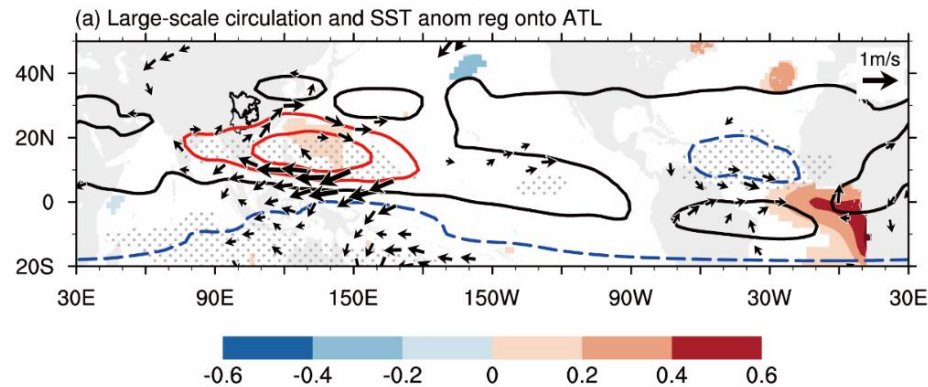 (a) Large-scale circulation and SST anom reg onto ATL
1m/s
40N
20N
0
20S
30E 90E 150E 150W 90W 30W 30E
-0.6 -0.4 -0.2 0 0.2 0.4 0.6